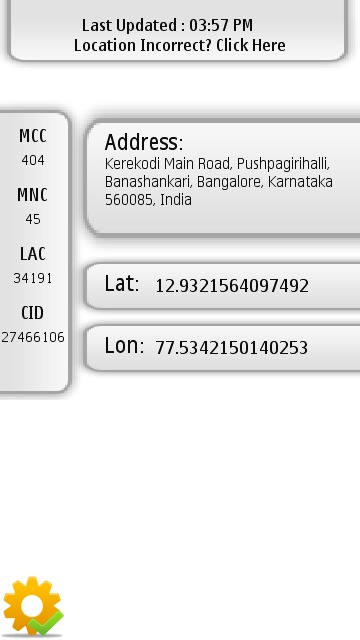 Last Updated : 03:57 PM
Location Incorrect? Click Here
MCC
404
MNC
45
LAC
34191
CID
27466106
Address:
Kerekodi Main Road, Pushpagirihalli,
Banashankari, Bangalore, Karnataka
560085, India
Lat: 12.9321564097492
Lon: 77.5342150140253